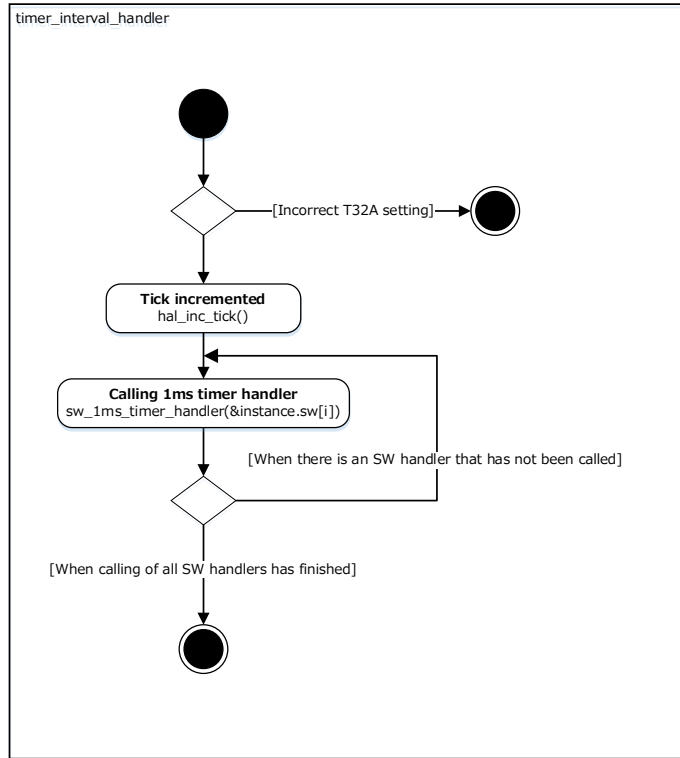 timer_interval_handler
[Incorrect T32A setting]
Tick incremented
hal_inc_tick()
Calling 1ms timer handler
sw_1ms_timer_handler(&instance.sw[i])
[When there is an SW handler that has not been called]
[When calling of all SW handlers has finished]